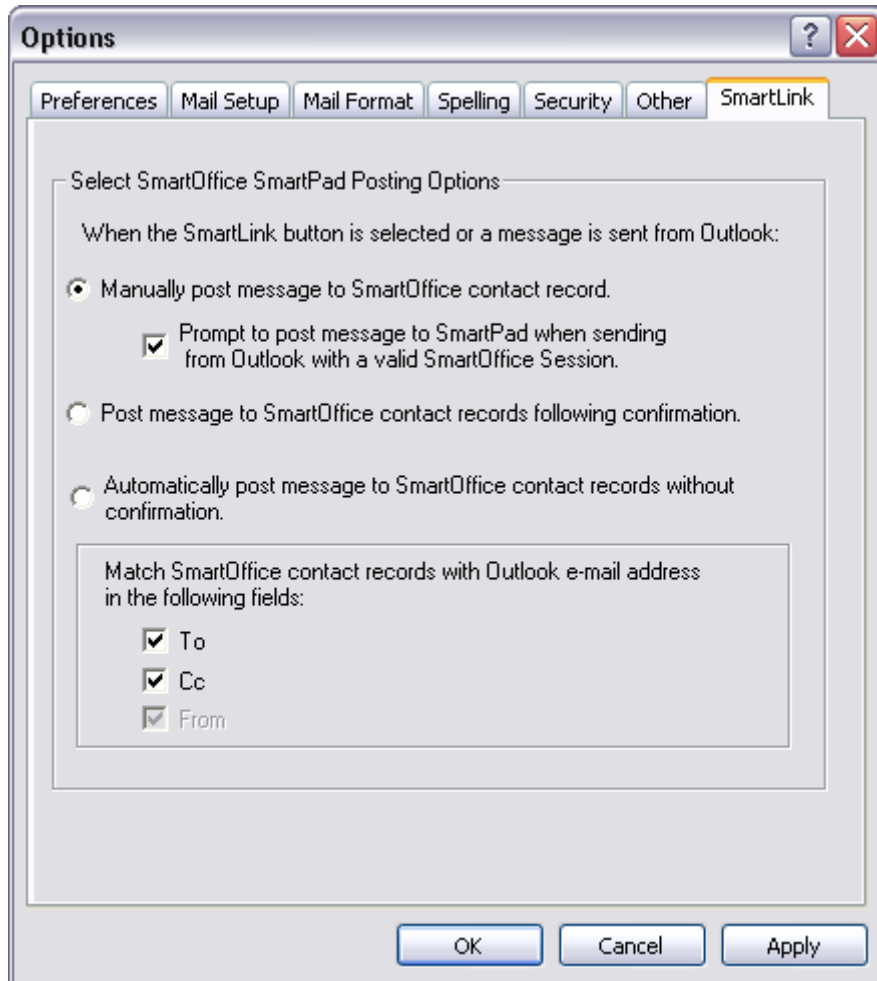 Options
Preferences Mail Setup Mail Format Spelling Security Other SmartLink
Select SmartOffice SmartPad Posting Options
When the SmartLink button is selected or a message is sent from Outlook:
Manually post message to SmartOffice contact record.
Prompt to post message to SmartPad when sending
from Outlook with a valid SmartOffice Session.
Post message to SmartOffice contact records following confirmation.
Automatically post message to SmartOffice contact records without
confirmation.
Match SmartOffice contact records with Outlook e-mail address
in the following fields:
To
Cc
From
OK Cancel Apply